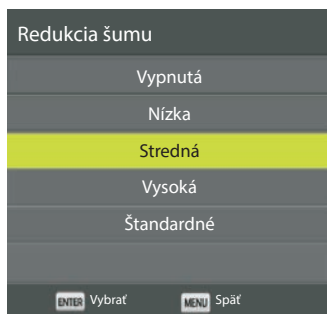 Redukcia šumu
Vypnutá
Nízka
Stredná
Vysoká
Štandardné
ENTER Vybrať MENU Späť